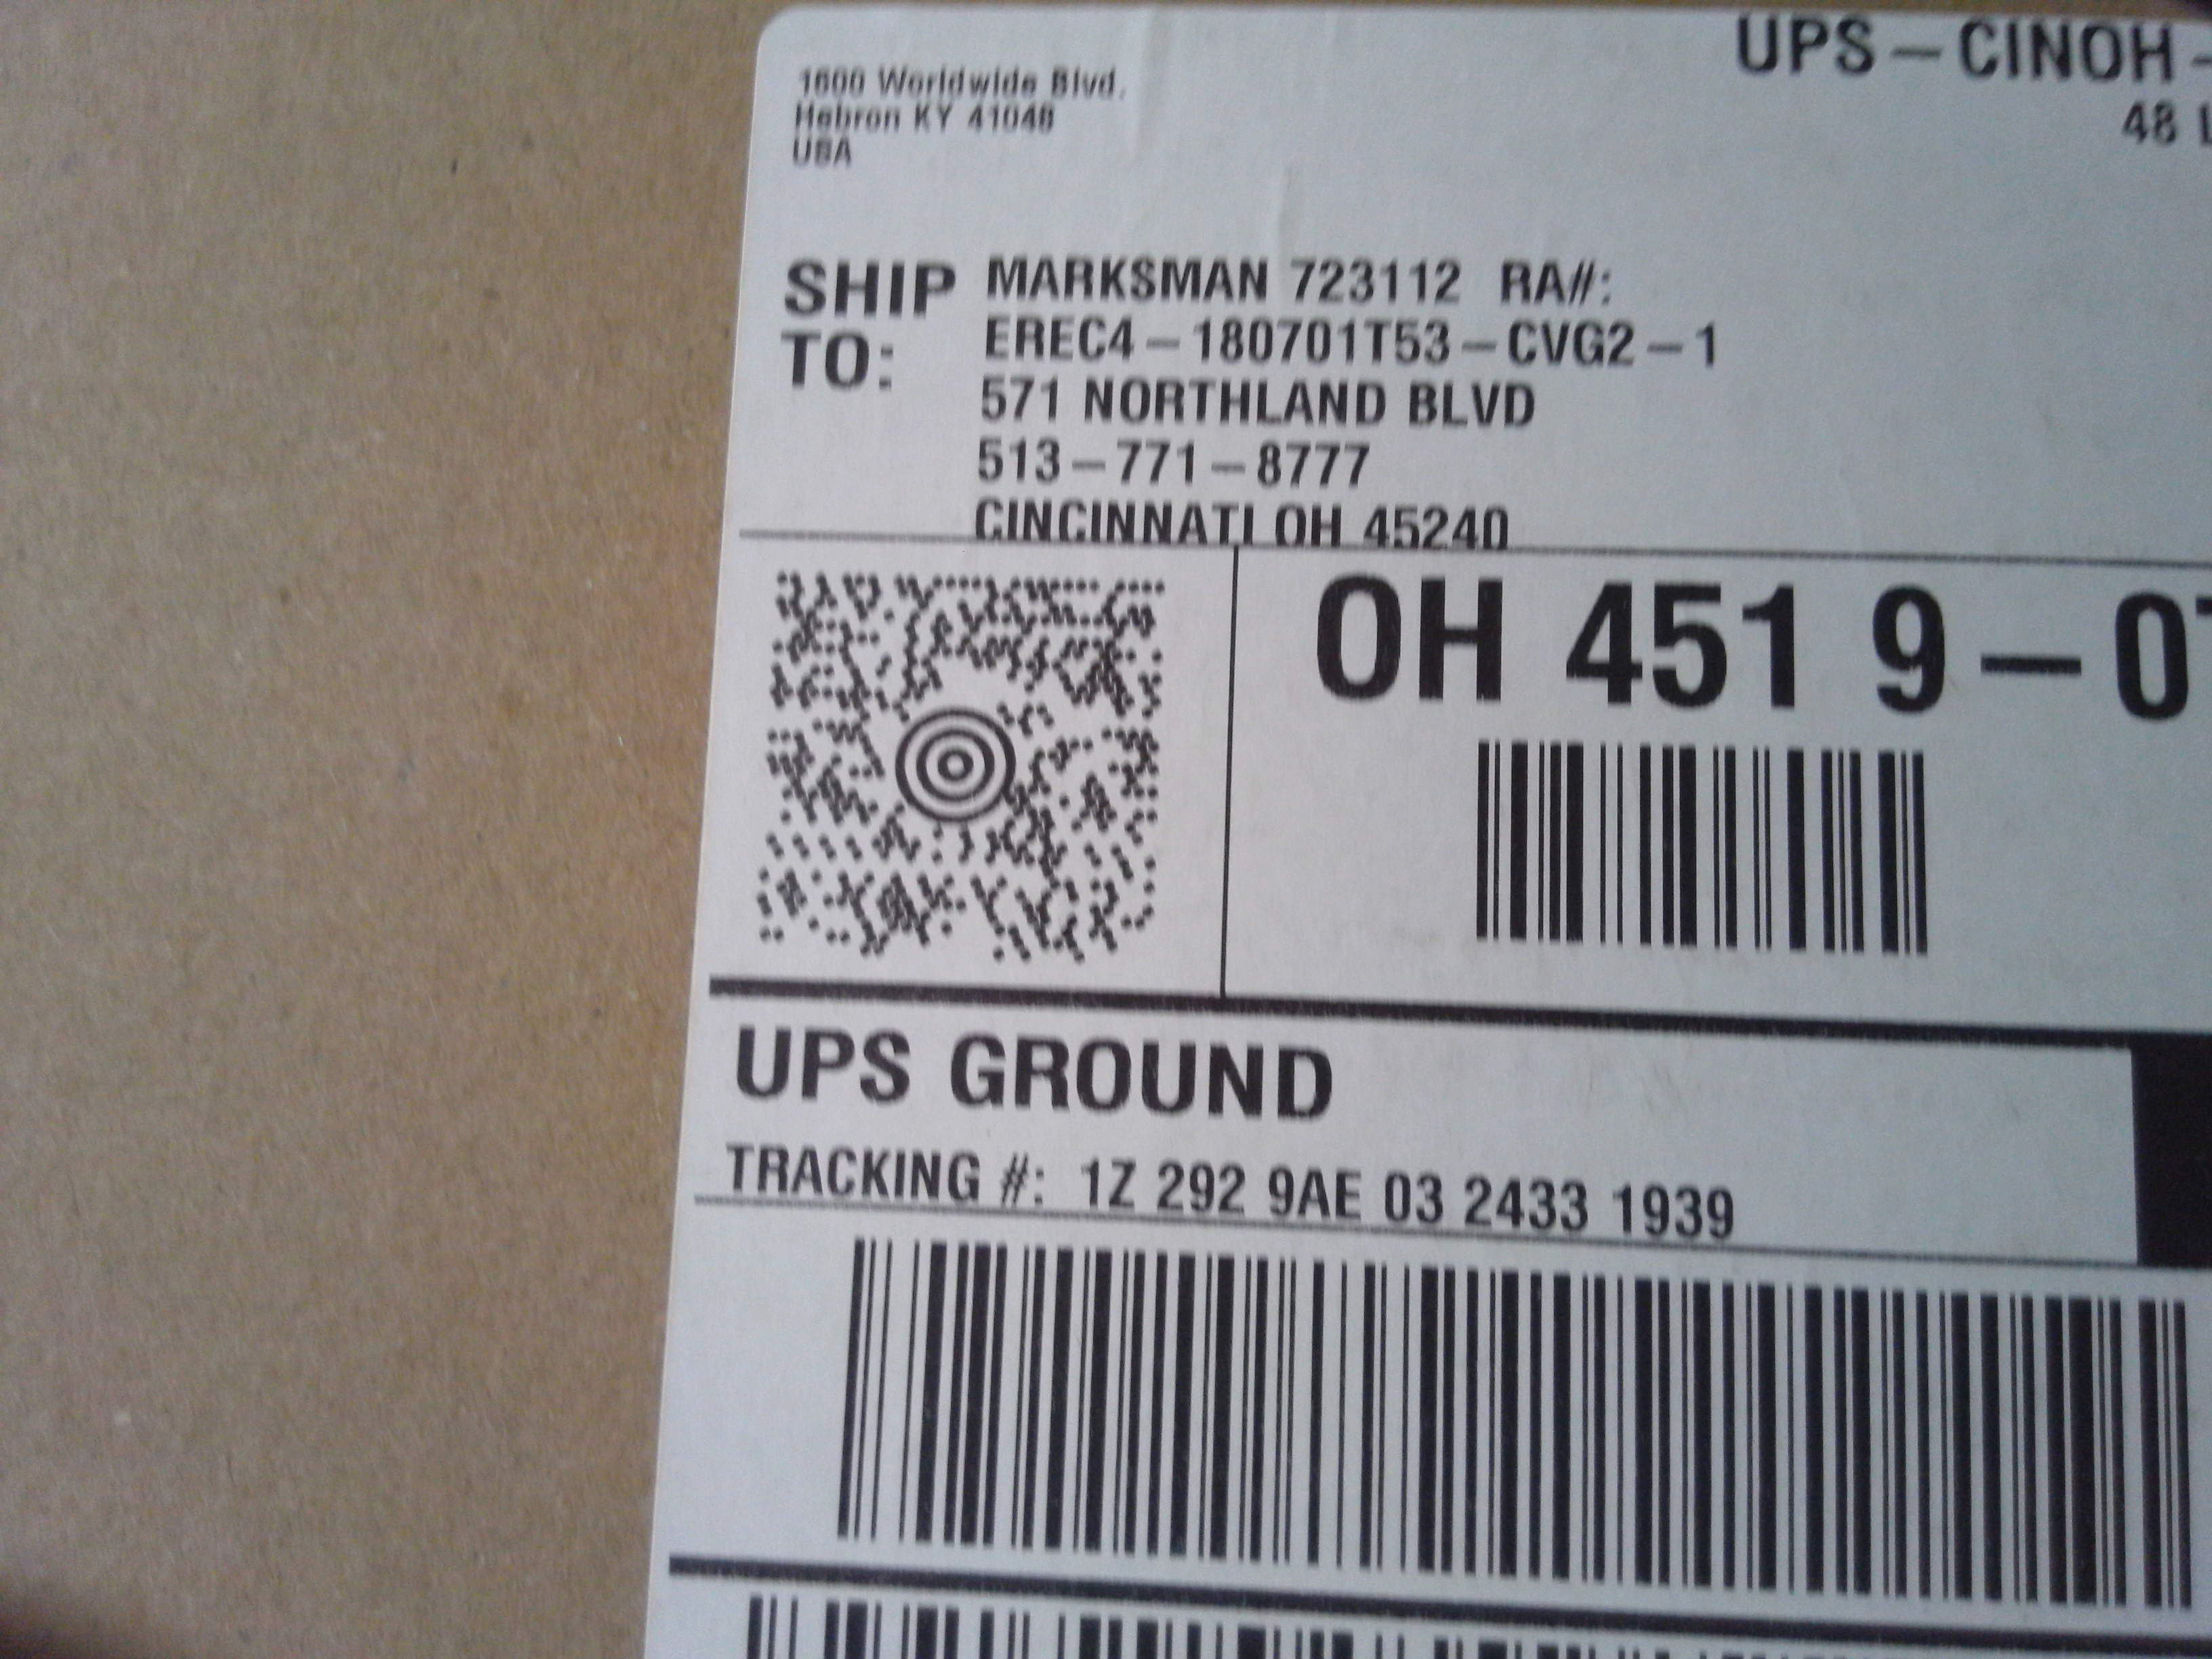 1600 Worldwide Blvd.
Hebron KY 41048
USA
UPS – CINOH –
48 L
SHIP TO:
MARKSMAN 723112 RA#:
EREC4 – 180701T53 – CVG2 – 1
571 NORTHLAND BLVD
513 – 771 – 8777
CINCINNATI OH 45240
OH 451 9 – 0
UPS GROUND
TRACKING #: 1Z 292 9AE 03 2433 1939